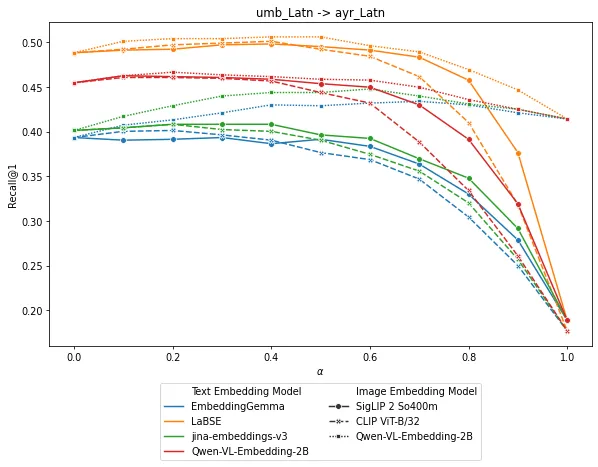 umb_Latn -> ayr_Latn
Recall@1
0.50
0.45
0.40
0.35
0.30
0.25
0.20
0.0 0.2 0.4 0.6 0.8 1.0
α
Text Embedding Model
EmbeddingGemma
LaBSE
jina-embeddings-v3
Qwen-VL-Embedding-2B
Image Embedding Model
SigLIP 2 So400m
CLIP ViT-B/32
Qwen-VL-Embedding-2B